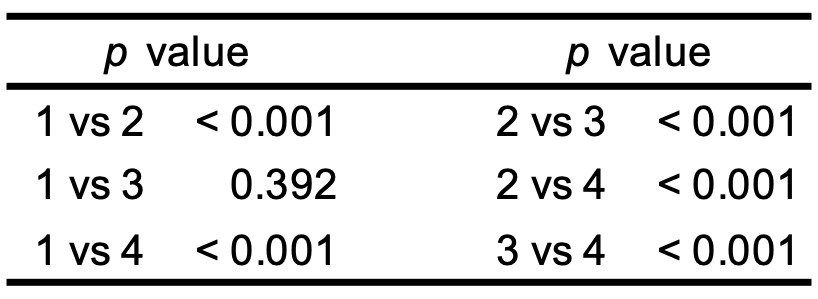 p value p value
1 vs 2 < 0.001 2 vs 3 < 0.001
1 vs 3 0.392 2 vs 4 < 0.001
1 vs 4 < 0.001 3 vs 4 < 0.001